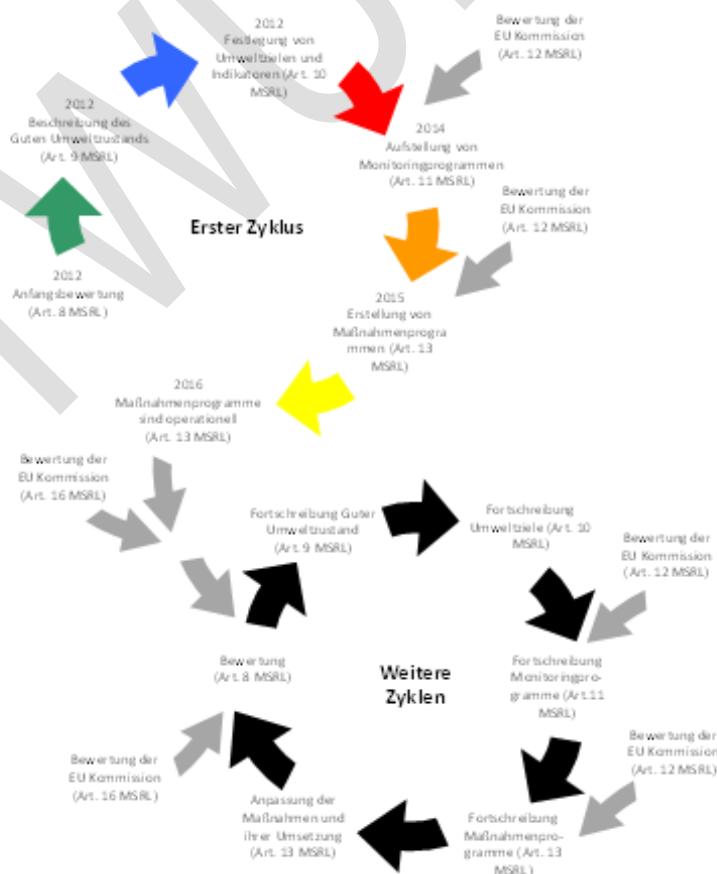 2012
Festlegung von
Umweltzielen und
Indikatoren (Art. 10
MSRL)
Bewertung der
EU Kommission
(Art. 12 MSRL)
2012
Beschreibung des
Guten Umweltzustands
(Art. 9 MSRL)
2014
Aufstellung von
Monitoringprogrammen
(Art. 11 MSRL)
Bewertung der
EU Kommission
(Art. 12 MSRL)
Erster Zyklus
2012
Anfangsbewertung
(Art. 8 MSRL)
2015
Erstellung von
Maßnahmenprogra
mmen (Art. 13
MSRL)
2016
Maßnahmenprogramme
sind operationell
(Art. 13 MSRL)
Bewertung der
EU Kommission
(Art. 16 MSRL)
Fortschreibung Guter
Umweltzustand
(Art. 9 MSRL)
Fortschreibung
Umweltziele (Art. 10
MSRL)
Bewertung der
EU Kommission
(Art. 12 MSRL)
Bewertung
(Art. 8 MSRL)
Weitere
Zyklen
Fortschreibung
Monitoringpro-
gramme (Art.11
MSRL)
Bewertung der
EU Kommission
(Art. 12 MSRL)
Bewertung der
EU Kommission
(Art. 16 MSRL)
Anpassung der
Maßnahmen und
ihrer Umsetzung
(Art. 13 MSRL)
Fortschreibung
Maßnahmenpro-
gramme (Art. 13
MSRL)